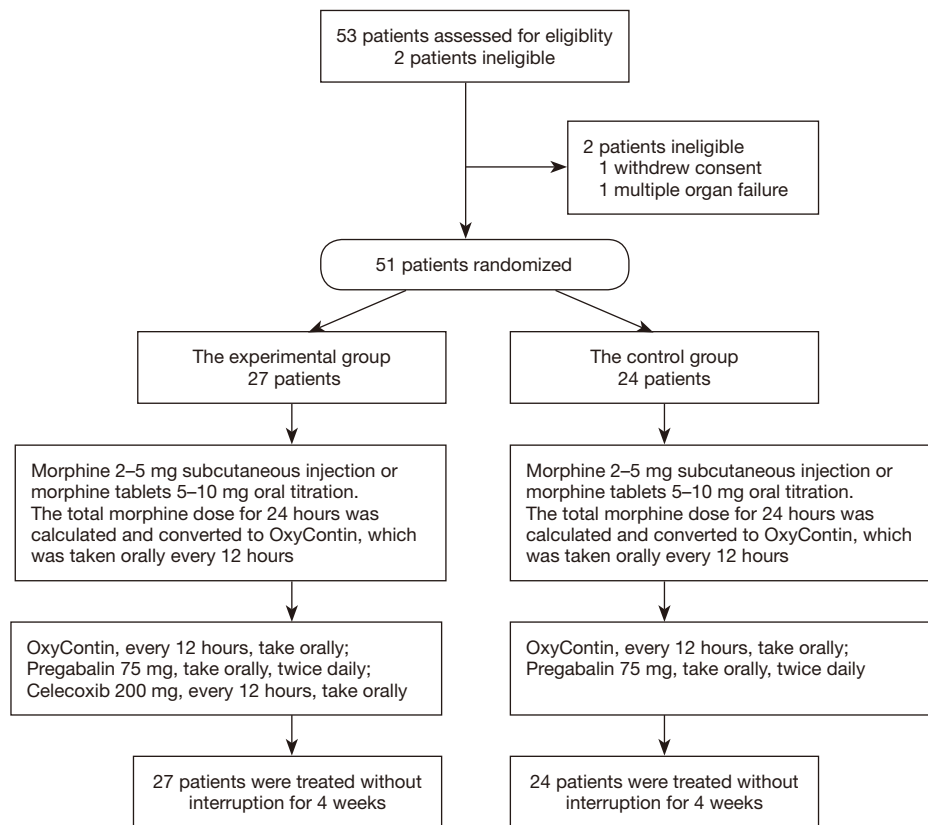 53 patients assessed for eligiblity
2 patients ineligible
2 patients ineligible
1 withdrew consent
1 multiple organ failure
51 patients randomized
The experimental group
27 patients
The control group
24 patients
Morphine 2–5 mg subcutaneous injection or
morphine tablets 5–10 mg oral titration.
The total morphine dose for 24 hours was
calculated and converted to OxyContin, which
was taken orally every 12 hours
Morphine 2–5 mg subcutaneous injection or
morphine tablets 5–10 mg oral titration.
The total morphine dose for 24 hours was
calculated and converted to OxyContin, which
was taken orally every 12 hours
OxyContin, every 12 hours, take orally;
Pregabalin 75 mg, take orally, twice daily;
Celecoxib 200 mg, every 12 hours, take orally
OxyContin, every 12 hours, take orally;
Pregabalin 75 mg, take orally, twice daily
27 patients were treated without
interruption for 4 weeks
24 patients were treated without
interruption for 4 weeks